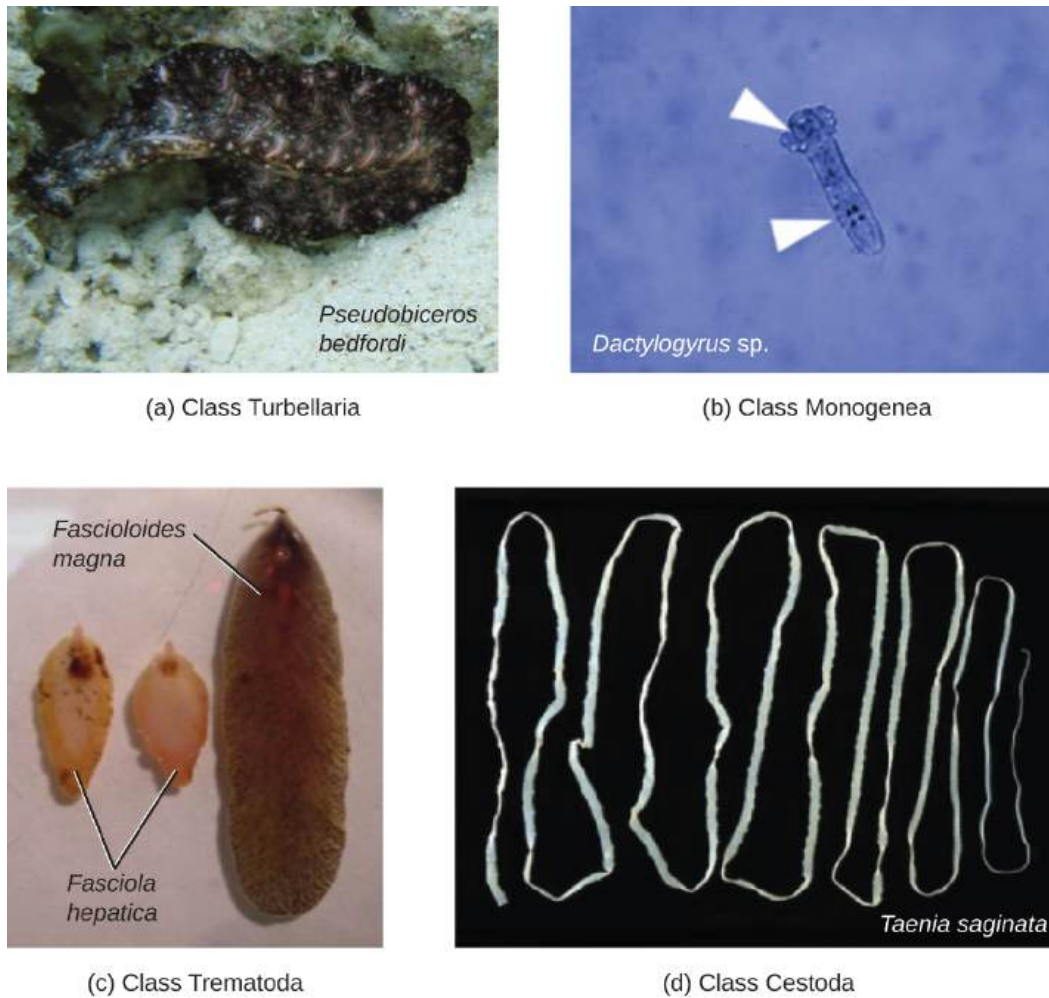 Pseudobiceros
bedfordi
Dactylogyrus sp.
(a) Class Turbellaria
(b) Class Monogenea
Fascioloides
magna
Fasciola
hepatica
Taenia saginata
(c) Class Trematoda
(d) Class Cestoda